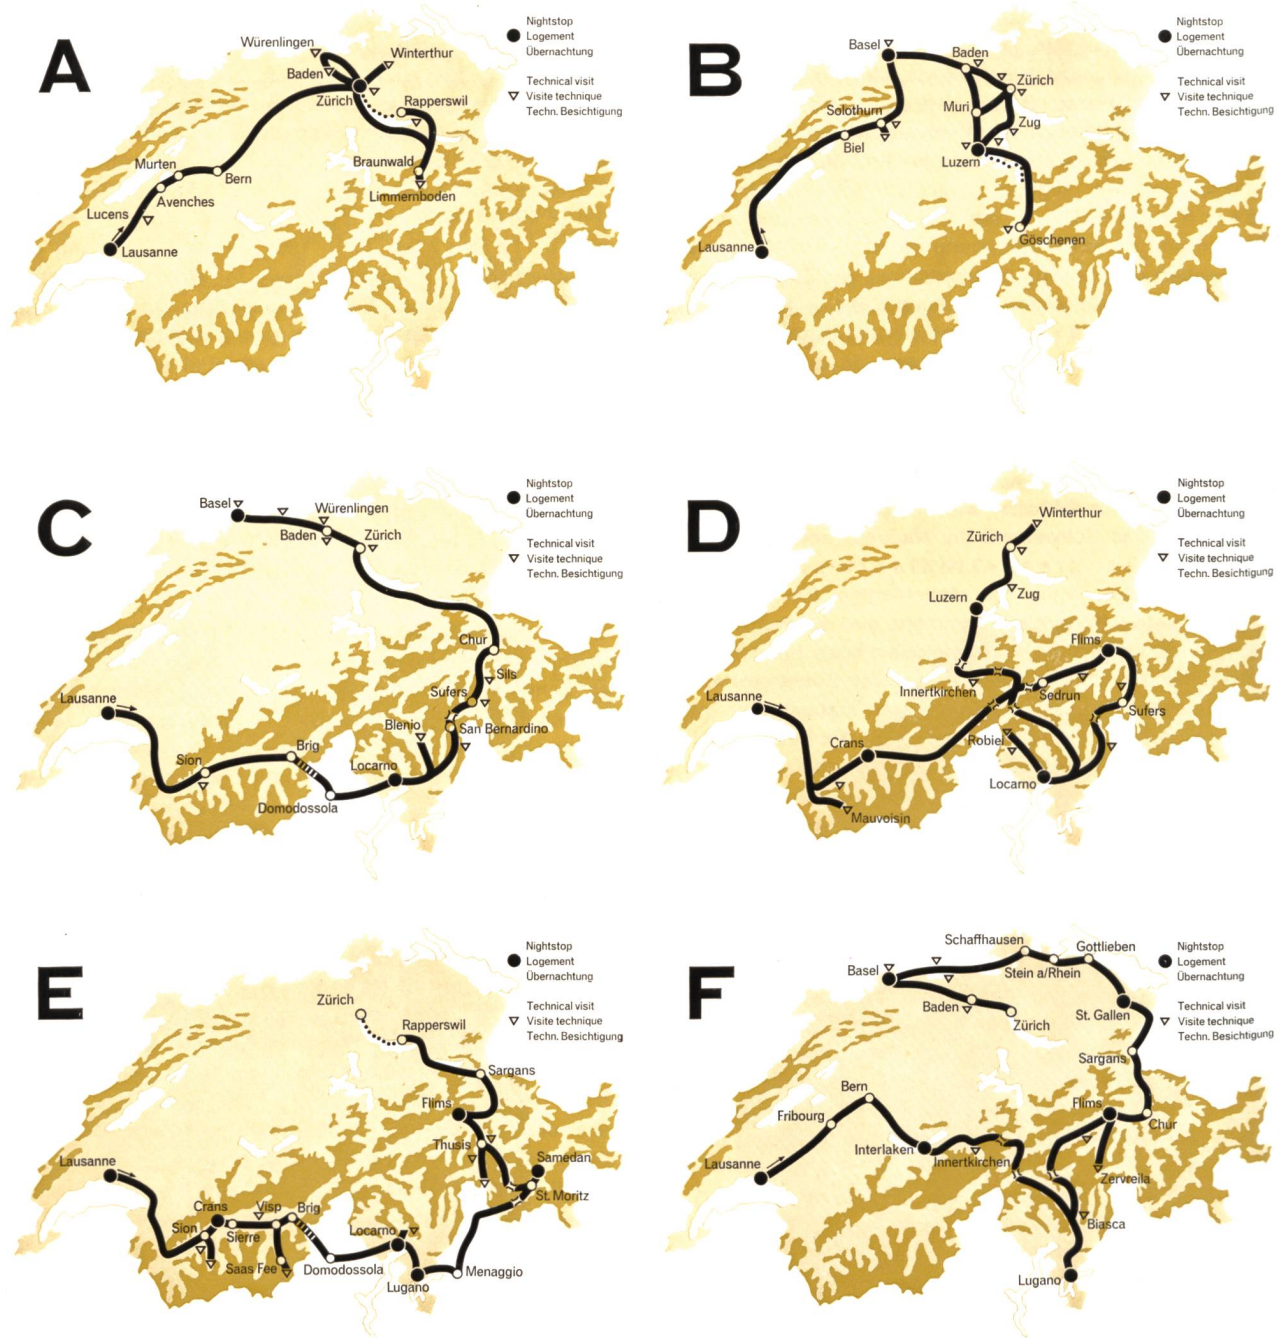 A
Würenlingen
Winterthur
Baden
Zürich
Rapperswil
Murten
Braunwald
Bern
Limmernboden
Avenches
Lucens
Lausanne
Nightstop
Logement
Übernachtung
Technical visit
Visite technique
Techn. Besichtigung
B
Basel
Baden
Zürich
Solothurn
Muri
Zug
Biel
Luzern
Lausanne
Göschenen
Nightstop
Logement
Übernachtung
Technical visit
Visite technique
Techn. Besichtigung
C
Basel
Würenlingen
Baden
Zürich
Chur
Sils
Lausanne
Sufers
Blenio
San Bernardino
Brig
Sion
Locarno
Domodossola
Nightstop
Logement
Übernachtung
Technical visit
Visite technique
Techn. Besichtigung
D
Winterthur
Zürich
Zug
Luzern
Flims
Innertkirchen
Sedrun
Lausanne
Sufers
Crans
Robiei
Locarno
Mauvoisin
Nightstop
Logement
Übernachtung
Technical visit
Visite technique
Techn. Besichtigung
E
Zürich
Rapperswil
Sargans
Flims
Thusis
Samedan
Lausanne
St. Moritz
Crans
Visp
Brig
Sion
Sierre
Locarno
Saas Fee
Domodossola
Menaggio
Lugano
Nightstop
Logement
Übernachtung
Technical visit
Visite technique
Techn. Besichtigung
F
Schaffhausen
Gottlieben
Basel
Stein a/Rhein
Baden
St. Gallen
Zürich
Sargans
Bern
Flims
Fribourg
Chur
Interlaken
Innertkirchen
Lausanne
Zervreila
Biasca
Lugano
Nightstop
Logement
Übernachtung
Technical visit
Visite technique
Techn. Besichtigung